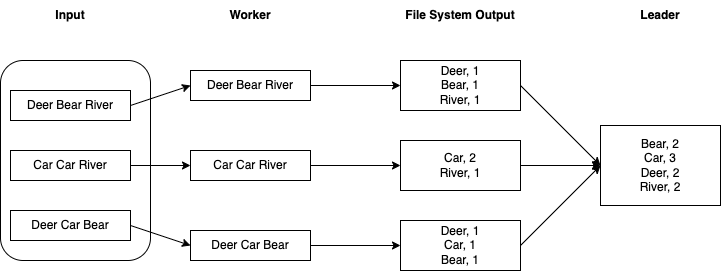 Input
Worker
File System Output
Leader
Deer Bear River
Car Car River
Deer Car Bear
Deer Bear River
Car Car River
Deer Car Bear
Deer, 1
Bear, 1
River, 1
Car, 2
River, 1
Deer, 1
Car, 1
Bear, 1
Bear, 2
Car, 3
Deer, 2
River, 2